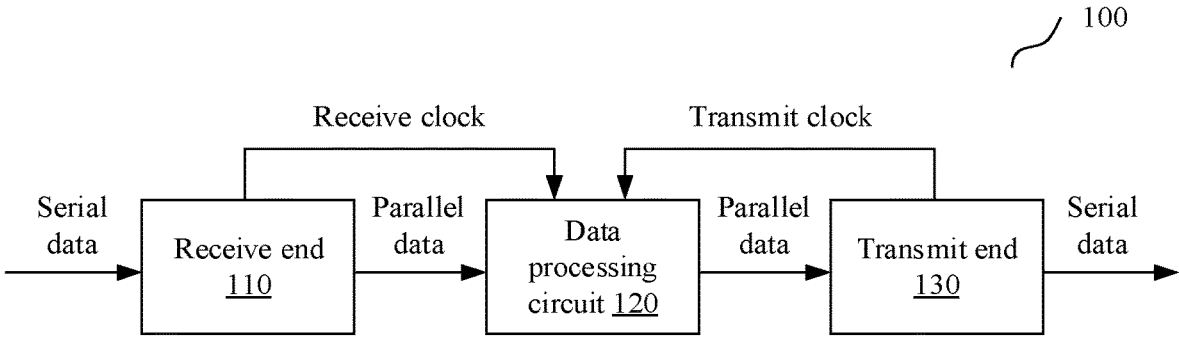 100
Receive clock
Transmit clock
Serial
data
Receive end
110
Parallel
data
Data
processing
circuit 120
Parallel
data
Transmit end
130
Serial
data